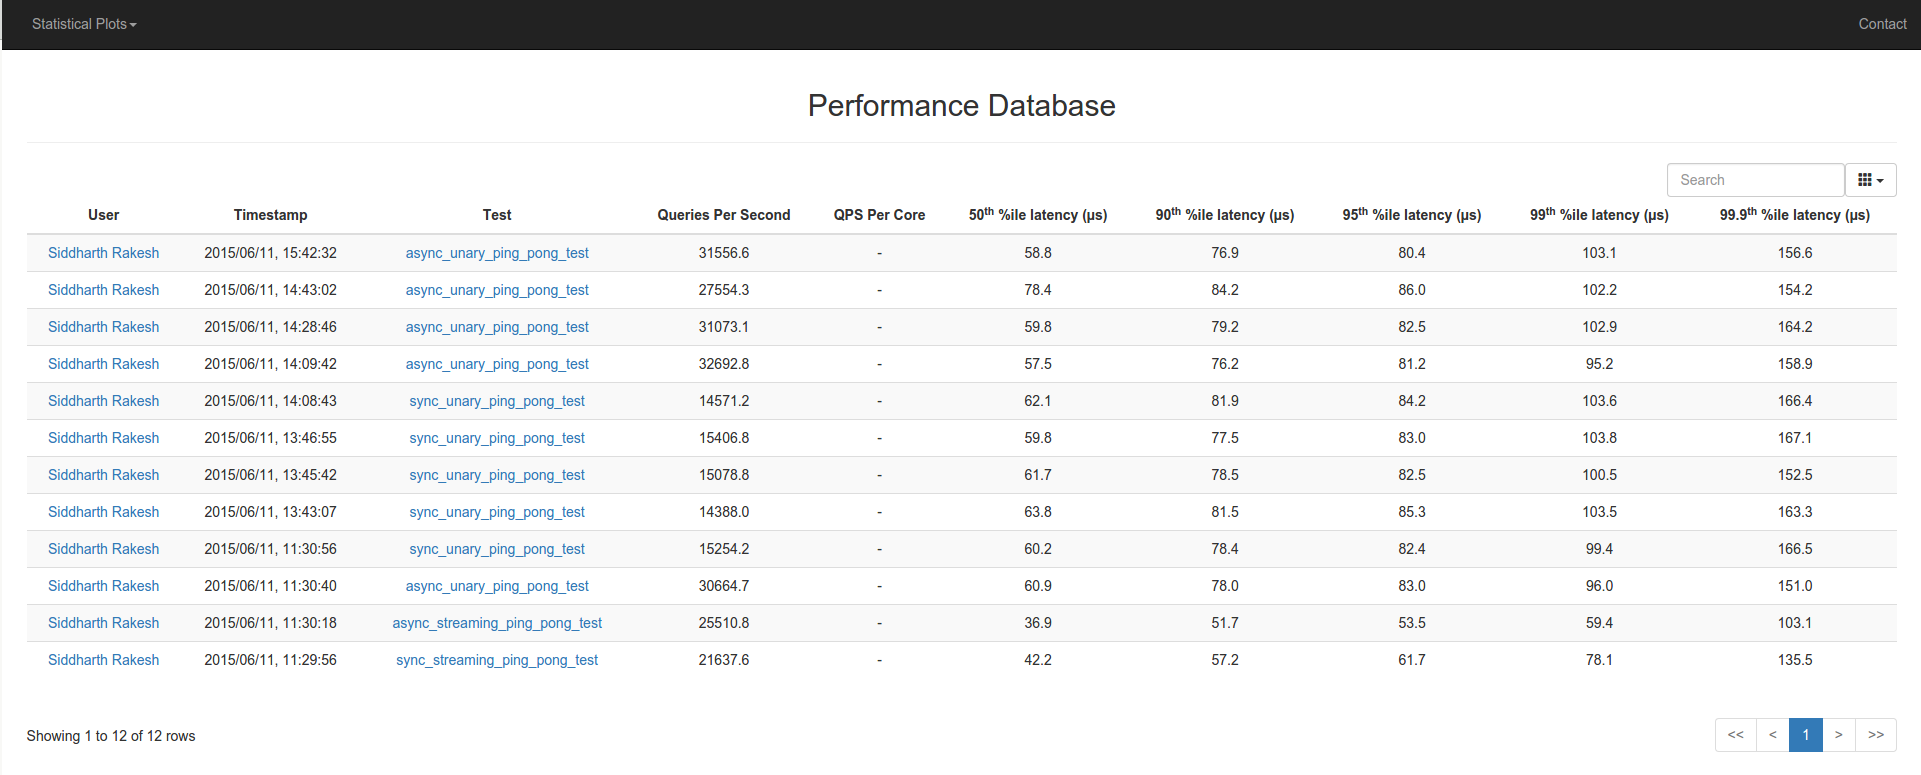 Statistical Plots Contact
Performance Database
Search
User Timestamp Test Queries Per Second QPS Per Core 50th %ile latency (µs) 90th %ile latency (µs) 95th %ile latency (µs) 99th %ile latency (µs) 99.9th %ile latency (µs)
Siddharth Rakesh 2015/06/11, 15:42:32 async_unary_ping_pong_test 31556.6 - 58.8 76.9 80.4 103.1 156.6
Siddharth Rakesh 2015/06/11, 14:43:02 async_unary_ping_pong_test 27554.3 - 78.4 84.2 86.0 102.2 154.2
Siddharth Rakesh 2015/06/11, 14:28:46 async_unary_ping_pong_test 31073.1 - 59.8 79.2 82.5 102.9 164.2
Siddharth Rakesh 2015/06/11, 14:09:42 async_unary_ping_pong_test 32692.8 - 57.5 76.2 81.2 95.2 158.9
Siddharth Rakesh 2015/06/11, 14:08:43 sync_unary_ping_pong_test 14571.2 - 62.1 81.9 84.2 103.6 166.4
Siddharth Rakesh 2015/06/11, 13:46:55 sync_unary_ping_pong_test 15406.8 - 59.8 77.5 83.0 103.8 167.1
Siddharth Rakesh 2015/06/11, 13:45:42 sync_unary_ping_pong_test 15078.8 - 61.7 78.5 82.5 100.5 152.5
Siddharth Rakesh 2015/06/11, 13:43:07 sync_unary_ping_pong_test 14388.0 - 63.8 81.5 85.3 103.5 163.3
Siddharth Rakesh 2015/06/11, 11:30:56 sync_unary_ping_pong_test 15254.2 - 60.2 78.4 82.4 99.4 166.5
Siddharth Rakesh 2015/06/11, 11:30:40 async_unary_ping_pong_test 30664.7 - 60.9 78.0 83.0 96.0 151.0
Siddharth Rakesh 2015/06/11, 11:30:18 async_streaming_ping_pong_test 25510.8 - 36.9 51.7 53.5 59.4 103.1
Siddharth Rakesh 2015/06/11, 11:29:56 sync_streaming_ping_pong_test 21637.6 - 42.2 57.2 61.7 78.1 135.5
Showing 1 to 12 of 12 rows << < 1 > >>